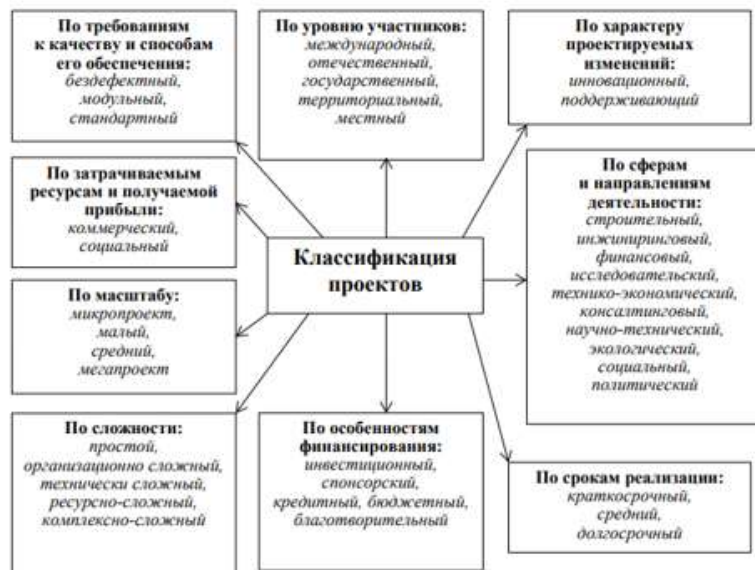 По требованиям
к качеству и способам
его обеспечения:
бездефектный,
модульный,
стандартный
По уровню участников:
международный,
отечественный,
государственный,
территориальный,
местный
По характеру
проектируемых
изменений:
инновационный,
поддерживающий
По затрачиваемым
ресурсам и получаемой
прибыли:
коммерческий,
социальный
Классификация
проектов
По сферам
и направлениям
деятельности:
строительный,
инжиниринговый,
финансовый,
исследовательский,
технико-экономический,
консалтинговый,
научно-технический,
экологический,
социальный,
политический
По масштабу:
микропроект,
малый,
средний,
мегапроект
По сложности:
простой,
организационно сложный,
технически сложный,
ресурсно-сложный,
комплексно-сложный
По особенностям
финансирования:
инвестиционный,
спонсорский,
кредитный, бюджетный,
благотворительный
По срокам реализации:
краткосрочный,
средний,
долгосрочный